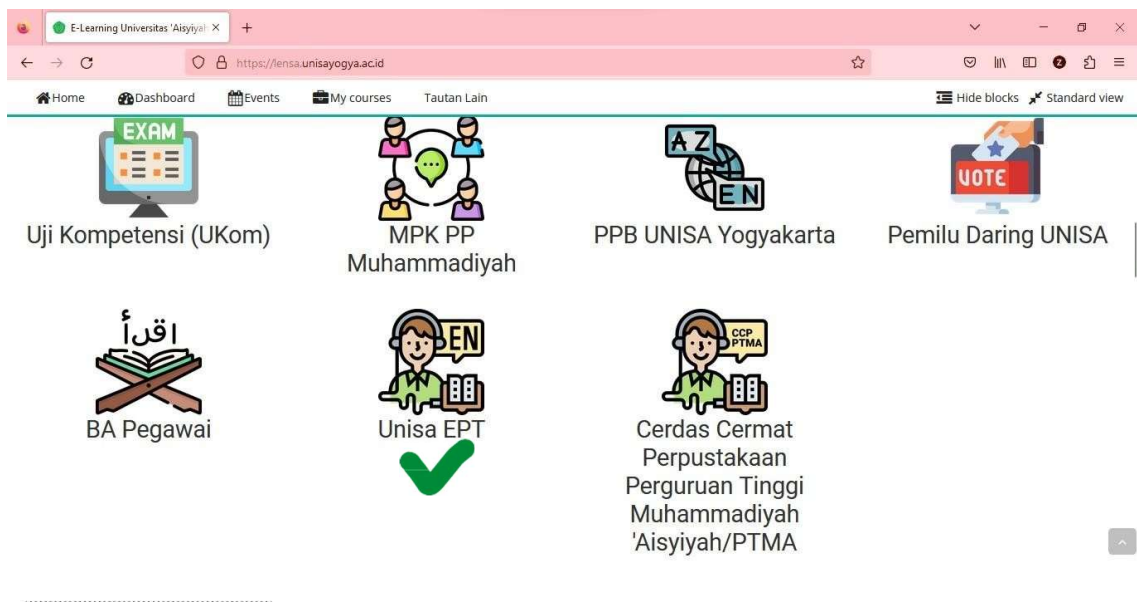 E-Learning Universitas 'Aisyiyah
https://lensa.unisayogya.ac.id
Home Dashboard Events My courses Tautan Lain Hide blocks Standard view
EXAM
A Z
EN
VOTE
Uji Kompetensi (UKom)
MPK PP
Muhammadiyah
PPB UNISA Yogyakarta
Pemilu Daring UNISA
اقرأ
EN
CCP
PTMA
BA Pegawai
Unisa EPT
Cerdas Cermat
Perpustakaan
Perguruan Tinggi
Muhammadiyah
'Aisyiyah/PTMA